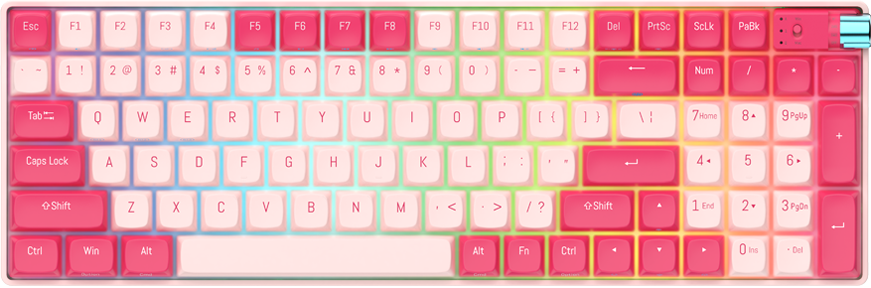 Esc F1 F2 F3 F4 F5 F6 F7 F8 F9 F10 F11 F12 Del PrtSc ScLk PaBk
· ~ 1 ! 2 @ 3 # 4 $ 5 % 6 ^ 7 & 8 * 9 ( 0 ) - − = + ← Num / * ·
Tab Q W E R T Y U I O P [ { ] } \ ¦ 7 Home 8 ▲ 9 PgUp +
Caps Lock A S D F G H J K L ; : ' " ↵ 4 ◂ 5 6 ▸
⇧Shift Z X C V B N M , < . > / ? ⇧Shift ▲ 1 End 2 ▾ 3 PgDn ↵
Ctrl Win Alt Alt Fn Ctrl ◂ ▾ ▸ 0 Ins · Del